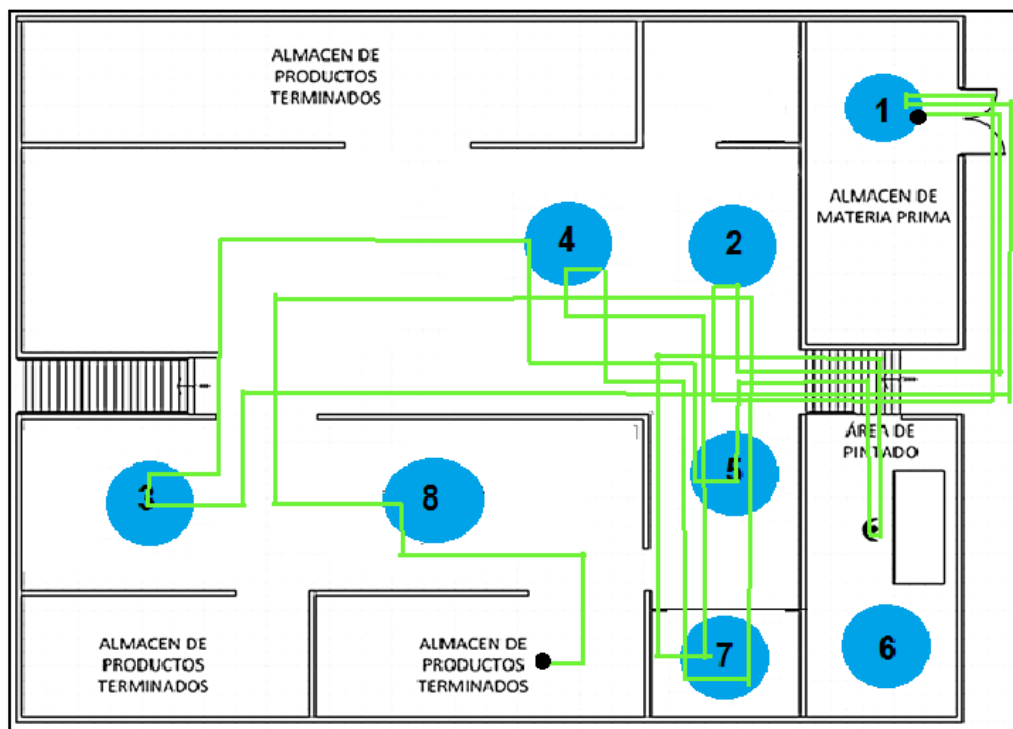 ALMACEN DE
PRODUCTOS
TERMINADOS
1
ALMACEN DE
MATERIA PRIMA
4
2
ÁREA DE
PINTADO
3
8
5
6
7
ALMACEN DE
PRODUCTOS
TERMINADOS
ALMACEN DE
PRODUCTOS
TERMINADOS